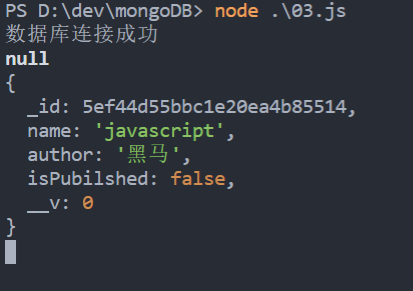 PS D:\dev\mongoDB> node .\03.js
数据库连接成功
null
{
  _id: 5ef44d55bbc1e20ea4b85514,
  name: 'javascript',
  author: '黑马',
  isPubilshed: false,
  __v: 0
}